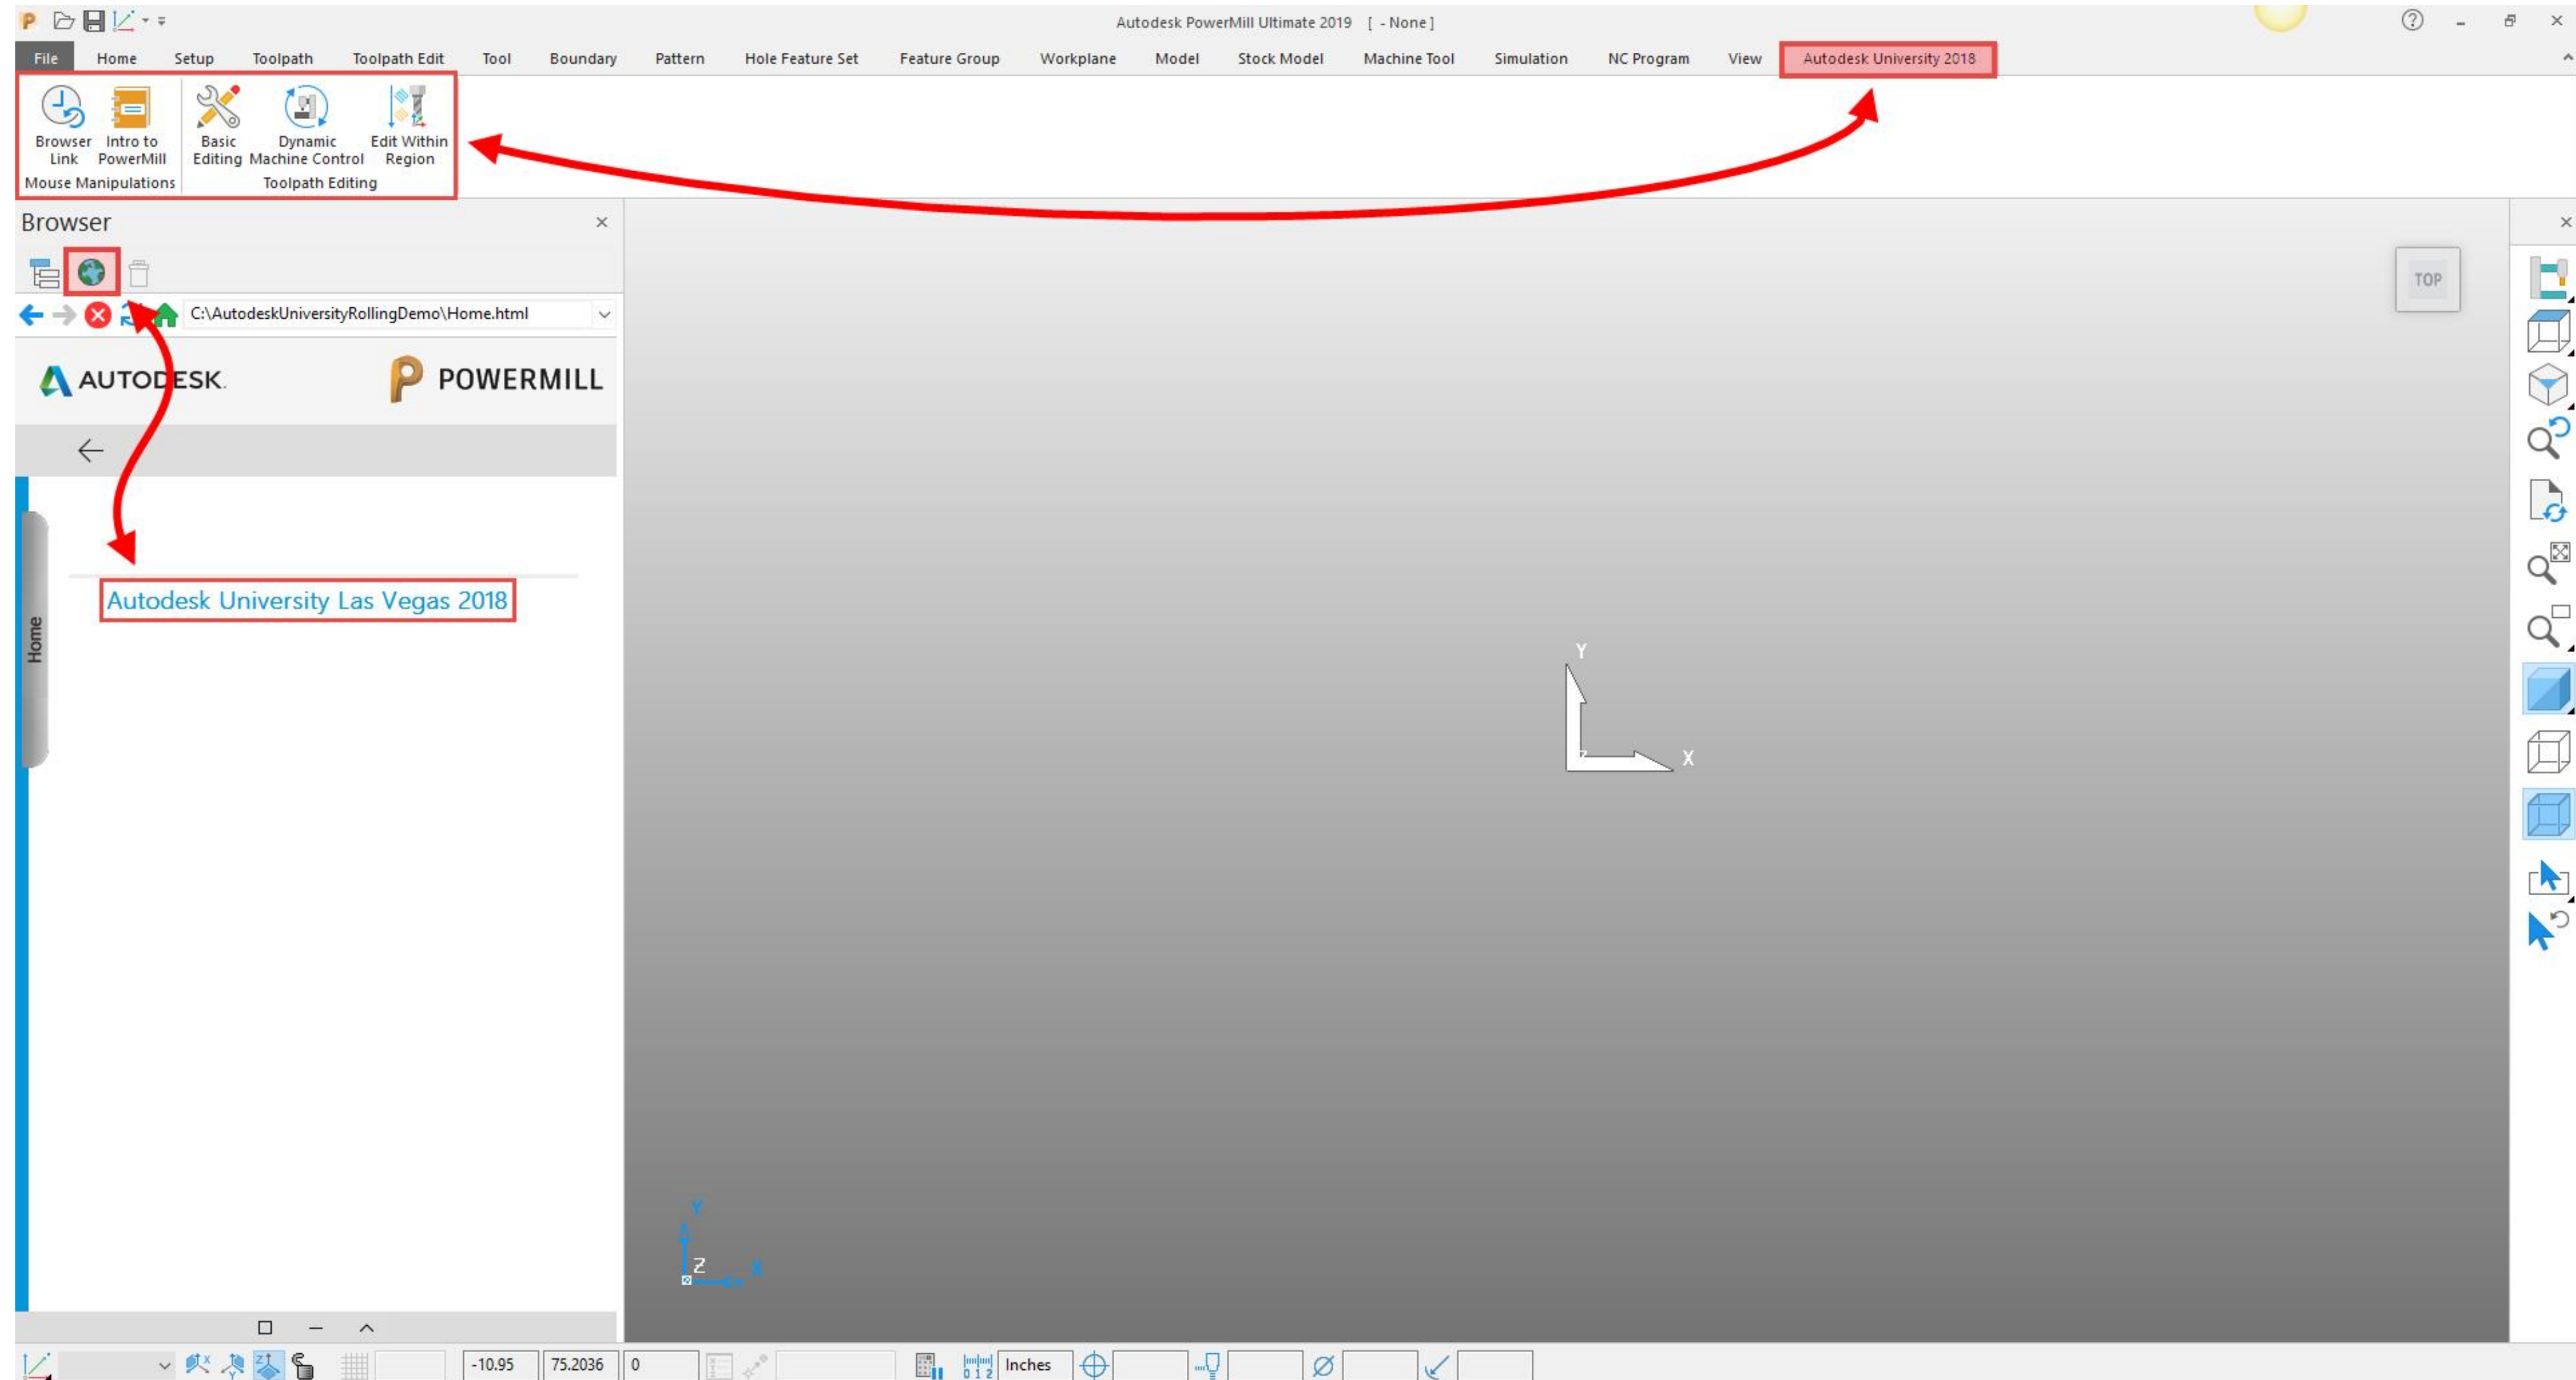 Autodesk PowerMill Ultimate 2019 [ - None ]
File Home Setup Toolpath Toolpath Edit Tool Boundary Pattern Hole Feature Set Feature Group Workplane Model Stock Model Machine Tool Simulation NC Program View Autodesk University 2018
Browser Link
Intro to PowerMill
Basic Editing
Dynamic Machine Control
Edit Within Region
Mouse Manipulations
Toolpath Editing
Browser
C:\AutodeskUniversityRollingDemo\Home.html
AUTODESK.
P POWERMILL
TOP
Autodesk University Las Vegas 2018
Home
Y
Z X
Y
Z X
-10.95 75.2036 0 0 1 2 Inches